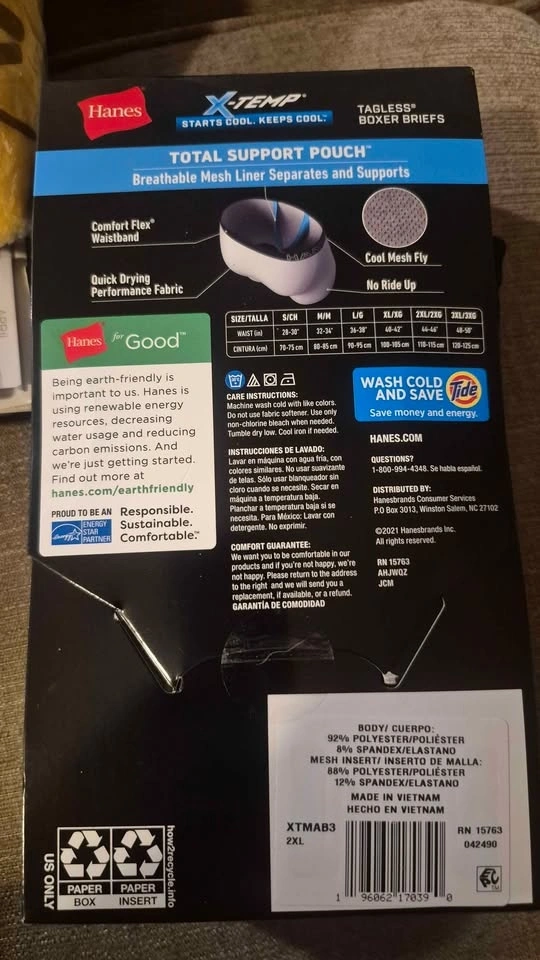 Hanes
X-TEMP®
STARTS COOL. KEEPS COOL.™
TAGLESS®
BOXER BRIEFS
TOTAL SUPPORT POUCH™
Breathable Mesh Liner Separates and Supports
Comfort Flex®
Waistband
Cool Mesh Fly
Quick Drying
Performance Fabric
No Ride Up
SIZE/TALLA S/CH M/M L/G XL/XG 2XL/2XG 3XL/3XG
WAIST (in) 28-30" 32-34" 36-38" 40-42" 44-46" 48-50"
CINTURA (cm) 70-75 cm 80-85 cm 90-95 cm 100-105 cm 110-115 cm 120-125 cm
Hanes for Good™
Being earth-friendly is
important to us. Hanes is
using renewable energy
resources, decreasing
water usage and reducing
carbon emissions. And
we're just getting started.
Find out more at
hanes.com/earthfriendly
PROUD TO BE AN
ENERGY
STAR
PARTNER
Responsible.
Sustainable.
Comfortable.™
CARE INSTRUCTIONS:
Machine wash cold with like colors.
Do not use fabric softener. Use only
non-chlorine bleach when needed.
Tumble dry low. Cool iron if needed.
INSTRUCCIONES DE LAVADO:
Lavar en máquina con agua fría, con
colores similares. No usar suavizante
de telas. Sólo usar blanqueador sin
cloro cuando se necesite. Secar en
máquina a temperatura baja.
Planchar a temperatura baja si se
necesita. Para México: Lavar con
detergente. No exprimir.
COMFORT GUARANTEE:
We want you to be comfortable in our
products and if you're not happy, we're
not happy. Please return to the address
to the right and we will send you a
replacement, if available, or a refund.
GARANTÍA DE COMODIDAD
WASH COLD
AND SAVE
Tide
Save money and energy.
HANES.COM
QUESTIONS?
1-800-994-4348. Se habla español.
DISTRIBUTED BY:
Hanesbrands Consumer Services
P.O Box 3013, Winston Salem, NC 27102
©2021 Hanesbrands Inc.
All rights reserved.
RN 15763
AHJWQZ
JCM
BODY/ CUERPO:
92% POLYESTER/POLIÉSTER
8% SPANDEX/ELASTANO
MESH INSERT/ INSERTO DE MALLA:
88% POLYESTER/POLIÉSTER
12% SPANDEX/ELASTANO
MADE IN VIETNAM
HECHO EN VIETNAM
XTMAB3
2XL
RN 15763
042490
1 96062 17039 0
US ONLY
PAPER
BOX
PAPER
INSERT
how2recycle.info